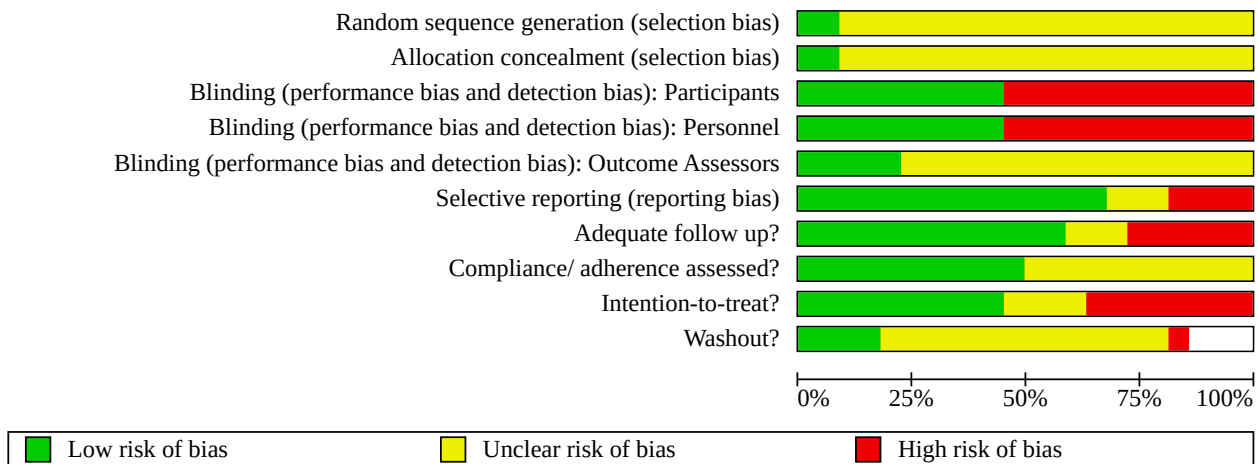 Random sequence generation (selection bias)
Allocation concealment (selection bias)
Blinding (performance bias and detection bias): Participants
Blinding (performance bias and detection bias): Personnel
Blinding (performance bias and detection bias): Outcome Assessors
Selective reporting (reporting bias)
Adequate follow up?
Compliance/ adherence assessed?
Intention-to-treat?
Washout?
0% 25% 50% 75% 100%
Low risk of bias Unclear risk of bias High risk of bias